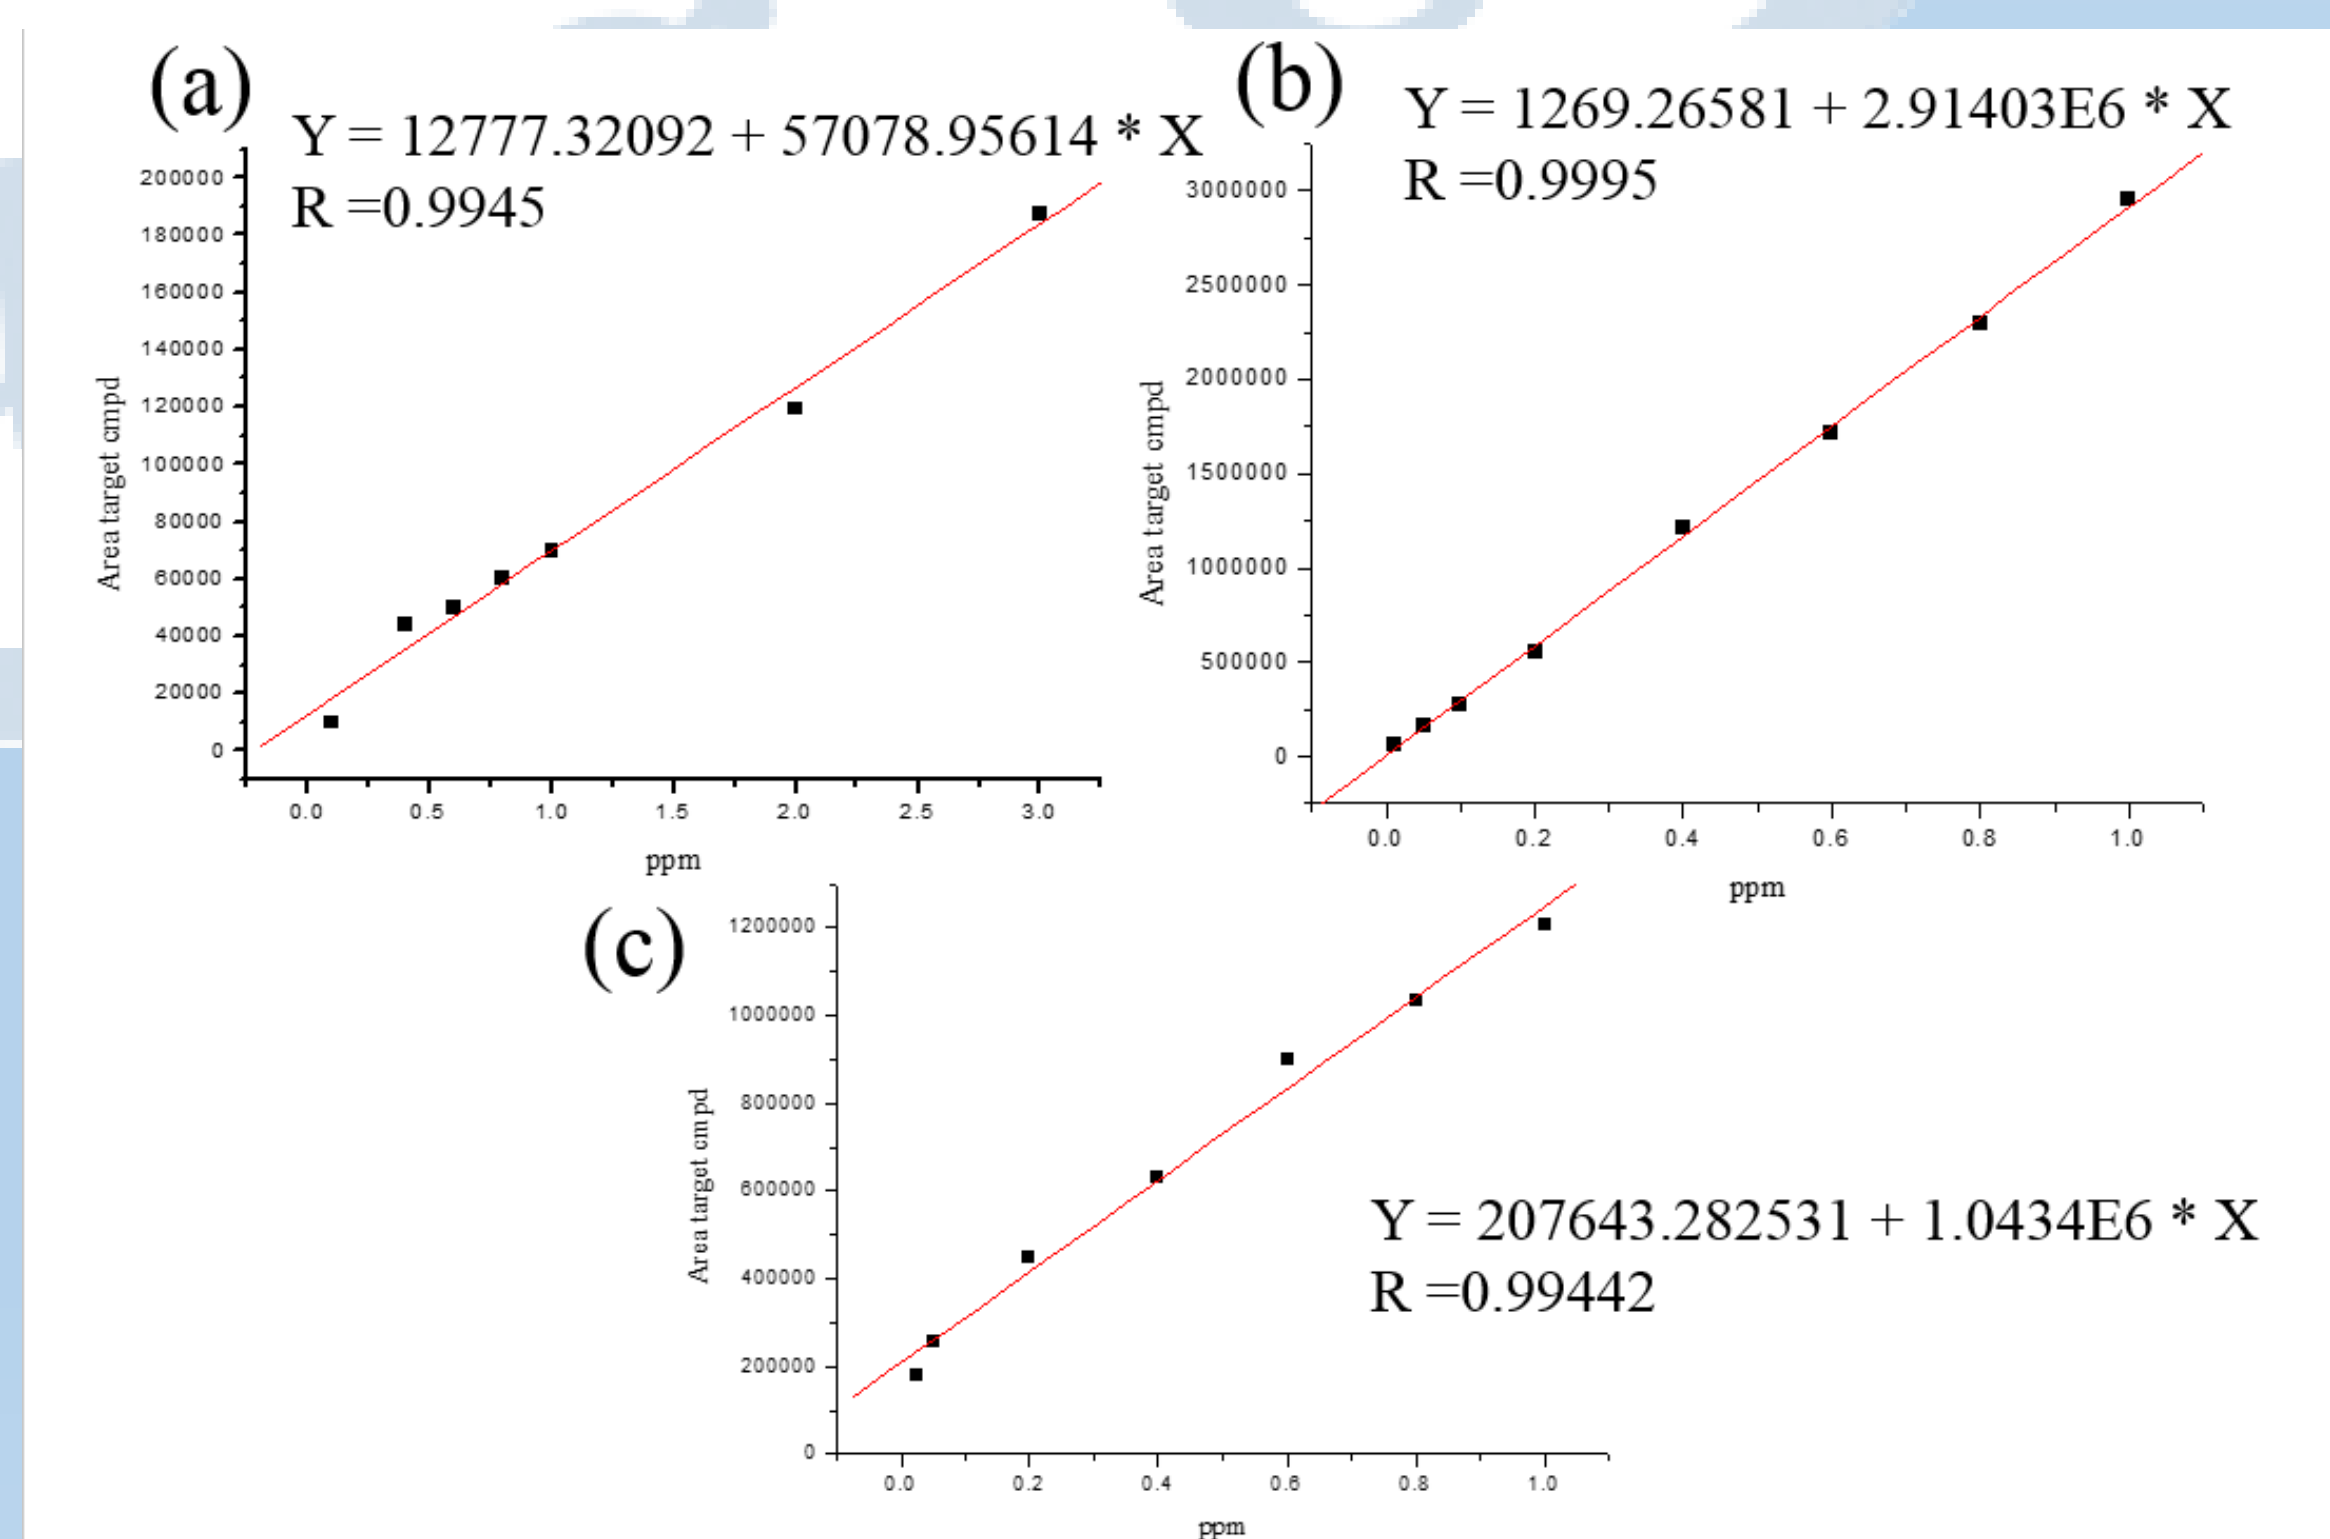 (a)
Y = 12777.32092 + 57078.95614 * X
R =0.9945
200000
180000
160000
140000
120000
100000
80000
60000
40000
20000
0
Area target cmpd
0.0 0.5 1.0 1.5 2.0 2.5 3.0
ppm
(b)
Y = 1269.26581 + 2.91403E6 * X
R =0.9995
3000000
2500000
2000000
1500000
1000000
500000
0
Area target cmpd
0.0 0.2 0.4 0.6 0.8 1.0
ppm
(c)
1200000
1000000
800000
600000
400000
200000
0
Area target cmpd
Y = 207643.282531 + 1.0434E6 * X
R =0.99442
0.0 0.2 0.4 0.6 0.8 1.0
ppm